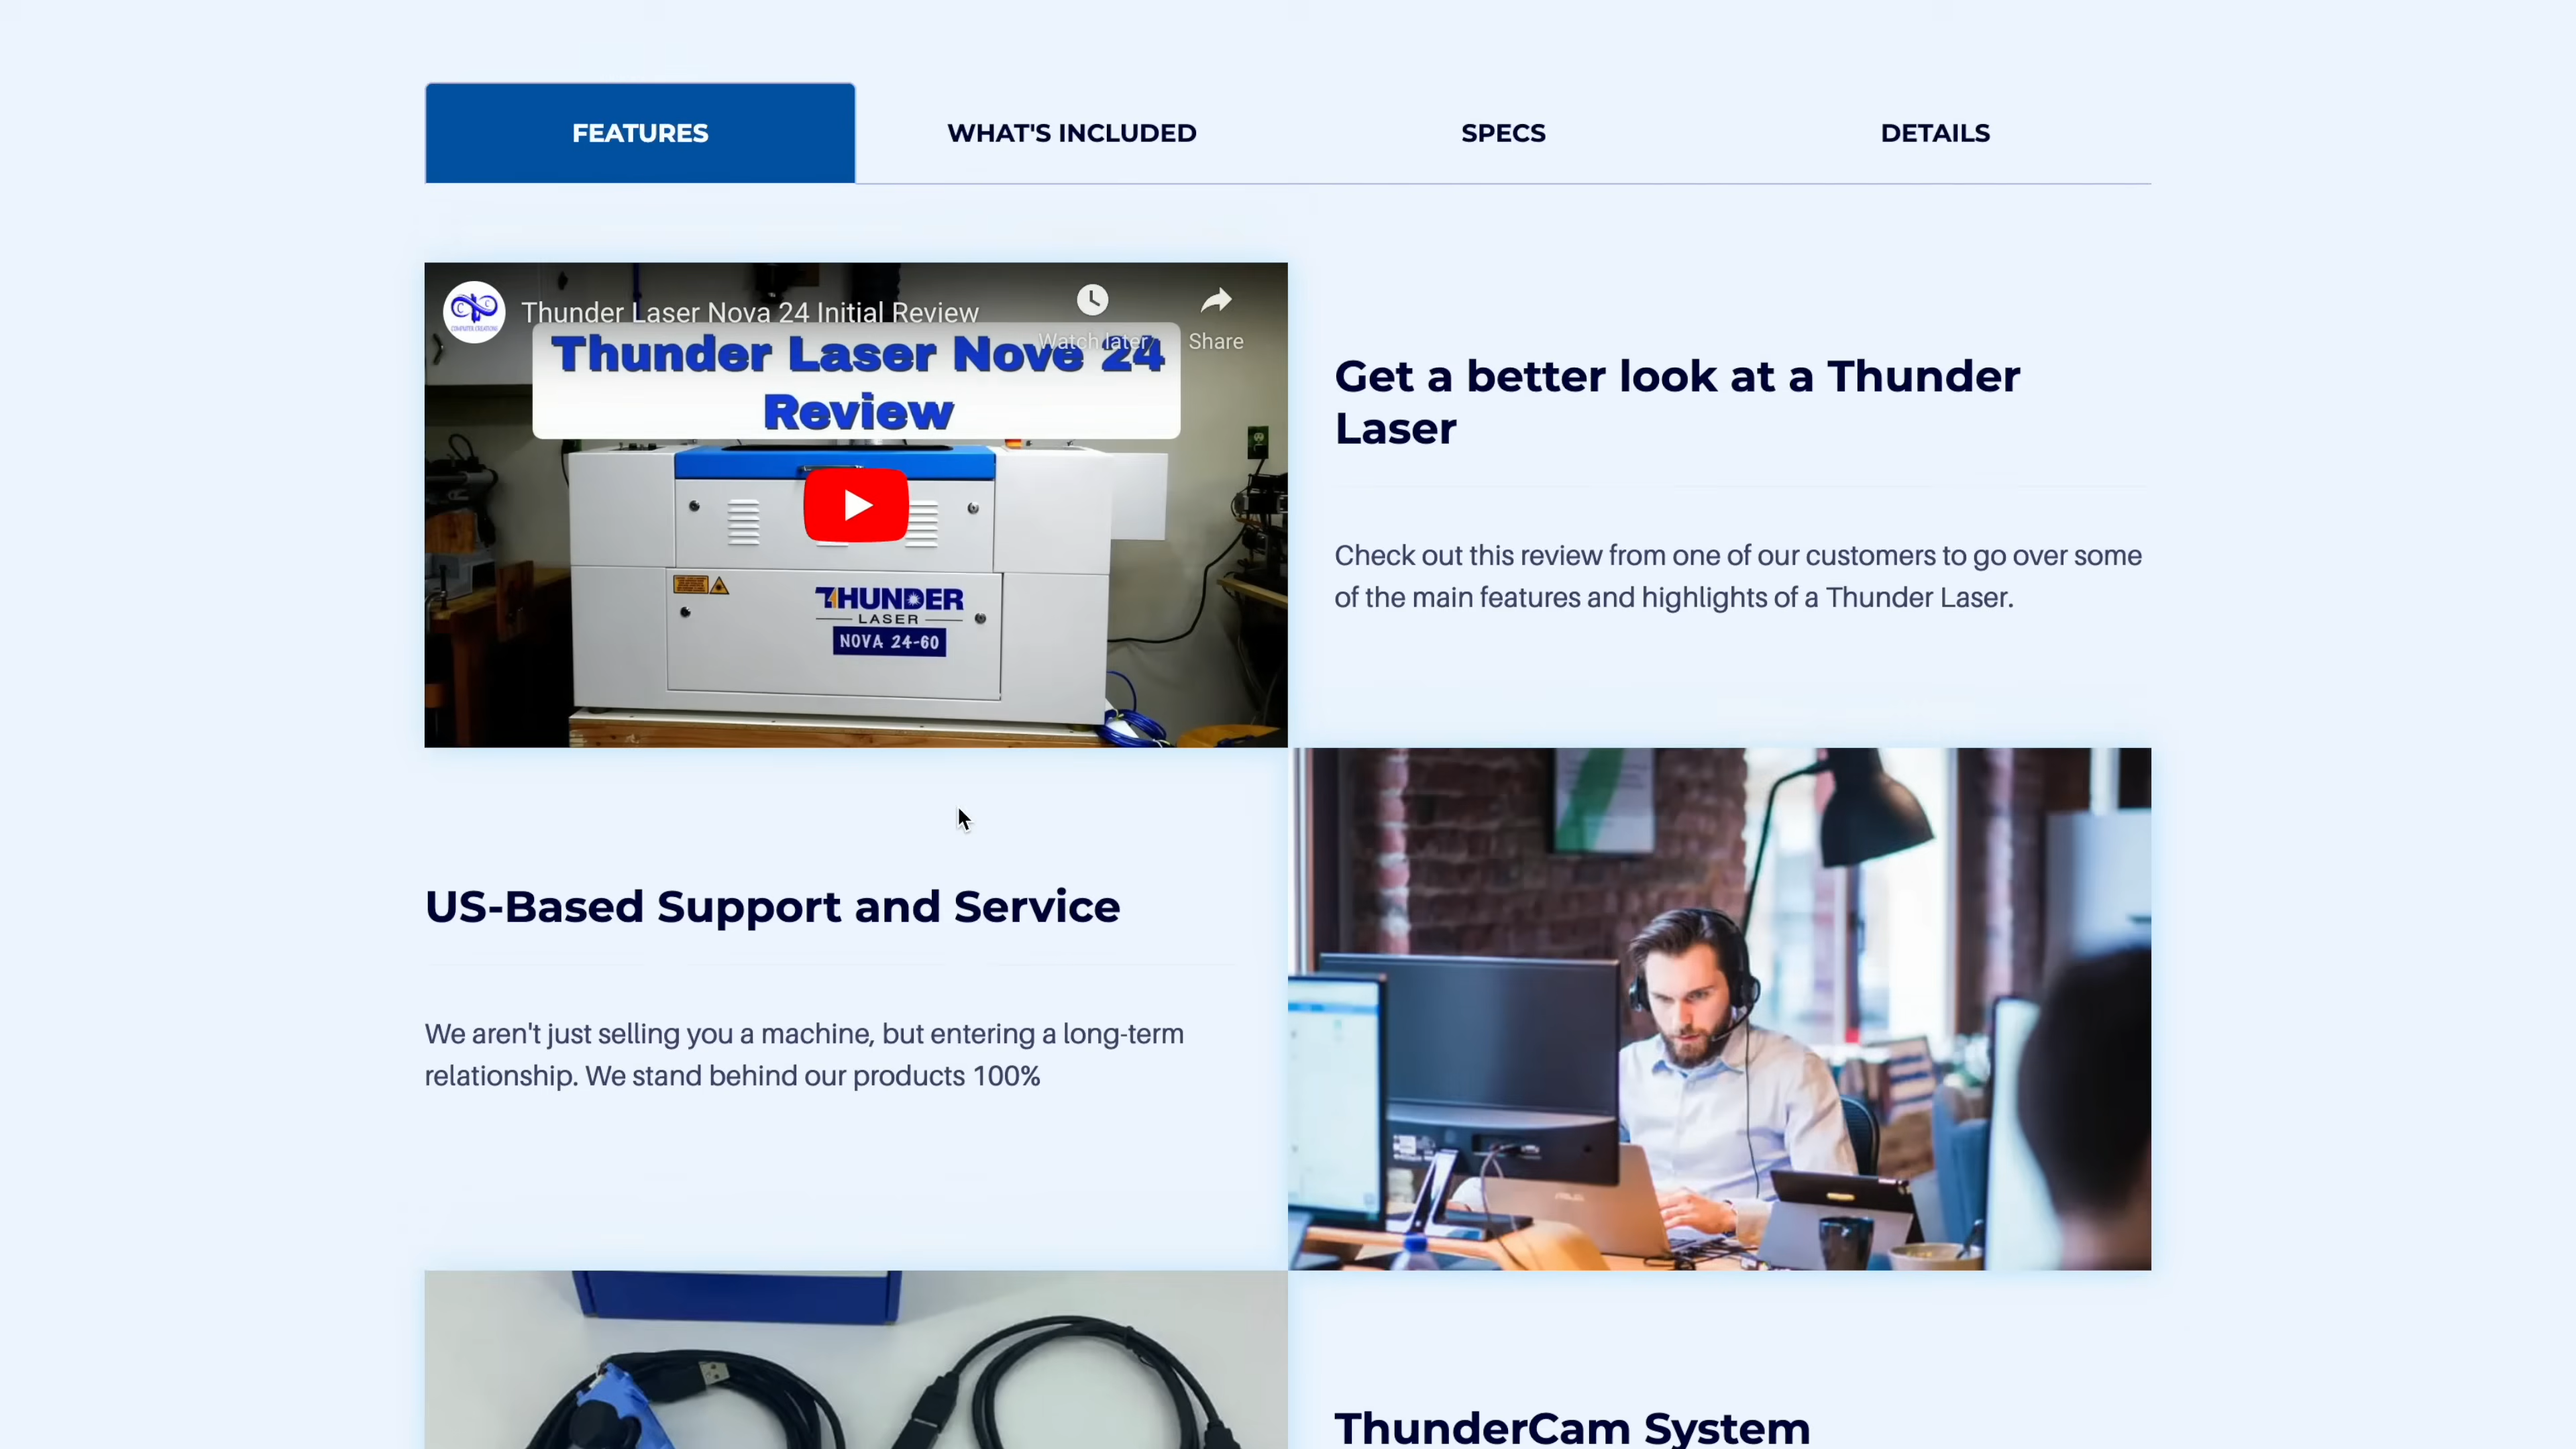 FEATURES
WHAT'S INCLUDED
SPECS
DETAILS
Thunder Laser Nova 24 Initial Review
Watch later
Share
Thunder Laser Nove 24
Review
THUNDER
LASER
NOVA 24-60
Get a better look at a Thunder
Laser
Check out this review from one of our customers to go over some
of the main features and highlights of a Thunder Laser.
US-Based Support and Service
We aren't just selling you a machine, but entering a long-term
relationship. We stand behind our products 100%
ASUS
ThunderCam System